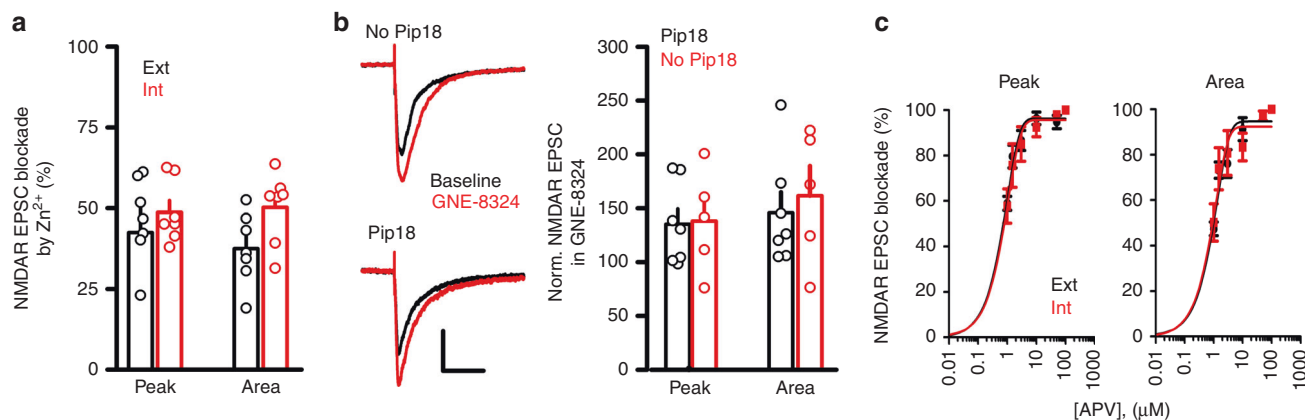 a
NMDAR EPSC blockade
by Zn²⁺ (%)
100
75
50
25
0
Ext
Int
Peak
Area
b
No Pip18
Baseline
GNE-8324
Pip18
Norm. NMDAR EPSC
in GNE-8324
300
250
200
150
100
50
0
Pip18
No Pip18
Peak
Area
c
NMDAR EPSC blockade (%)
Peak
100
80
60
40
20
0
Ext
Int
0.01
0.1
1
10
100
1000
Area
100
80
60
40
20
0
0.01
0.1
1
10
100
1000
[APV], (μM)